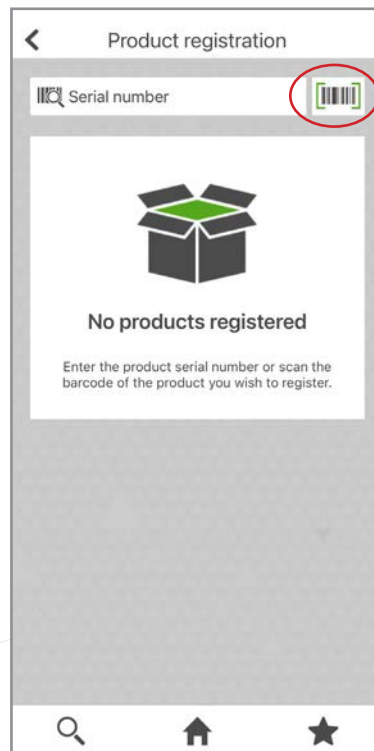 Product registration
Serial number
No products registered
Enter the product serial number or scan the
barcode of the product you wish to register.